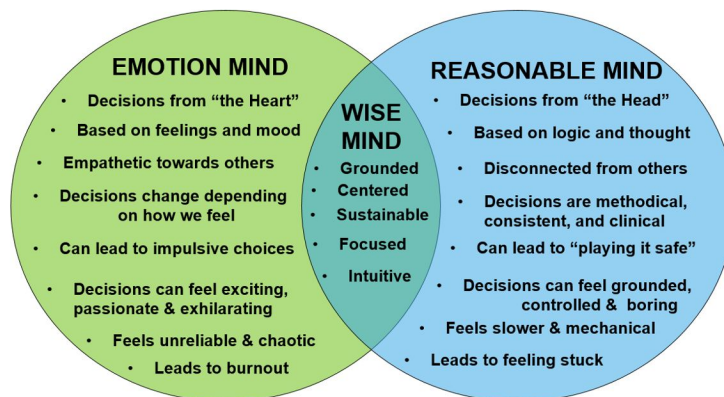 EMOTION MIND
• Decisions from “the Heart”
• Based on feelings and mood
• Empathetic towards others
• Decisions change depending
on how we feel
• Can lead to impulsive choices
• Decisions can feel exciting,
passionate & exhilarating
• Feels unreliable & chaotic
• Leads to burnout
WISE
MIND
• Grounded
• Centered
• Sustainable
• Focused
• Intuitive
REASONABLE MIND
• Decisions from “the Head”
• Based on logic and thought
• Disconnected from others
• Decisions are methodical,
consistent, and clinical
• Can lead to “playing it safe”
• Decisions can feel grounded,
controlled & boring
• Feels slower & mechanical
• Leads to feeling stuck